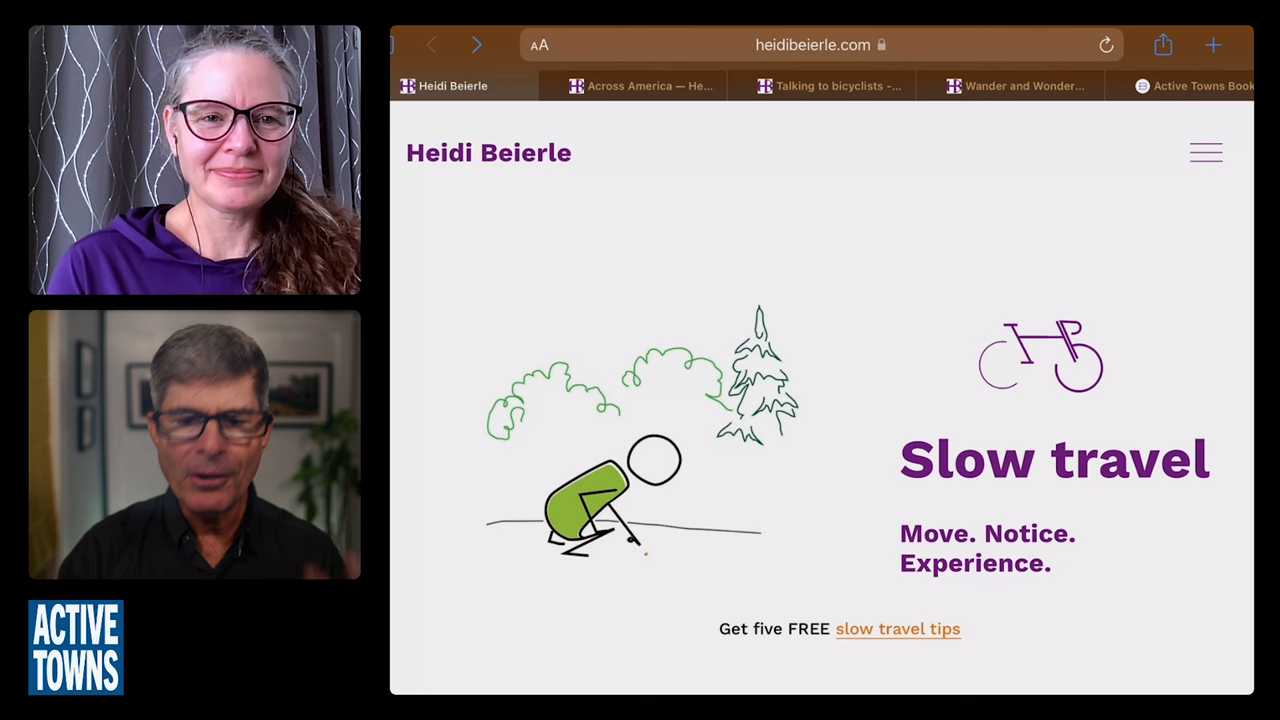 AA
heidibeierle.com
Heidi Beierle
Across America — He...
Talking to bicyclists -...
Wander and Wonder...
Active Towns Book
Heidi Beierle
Slow travel
Move. Notice.
Experience.
Get five FREE slow travel tips
ACTIVE
TOWNS